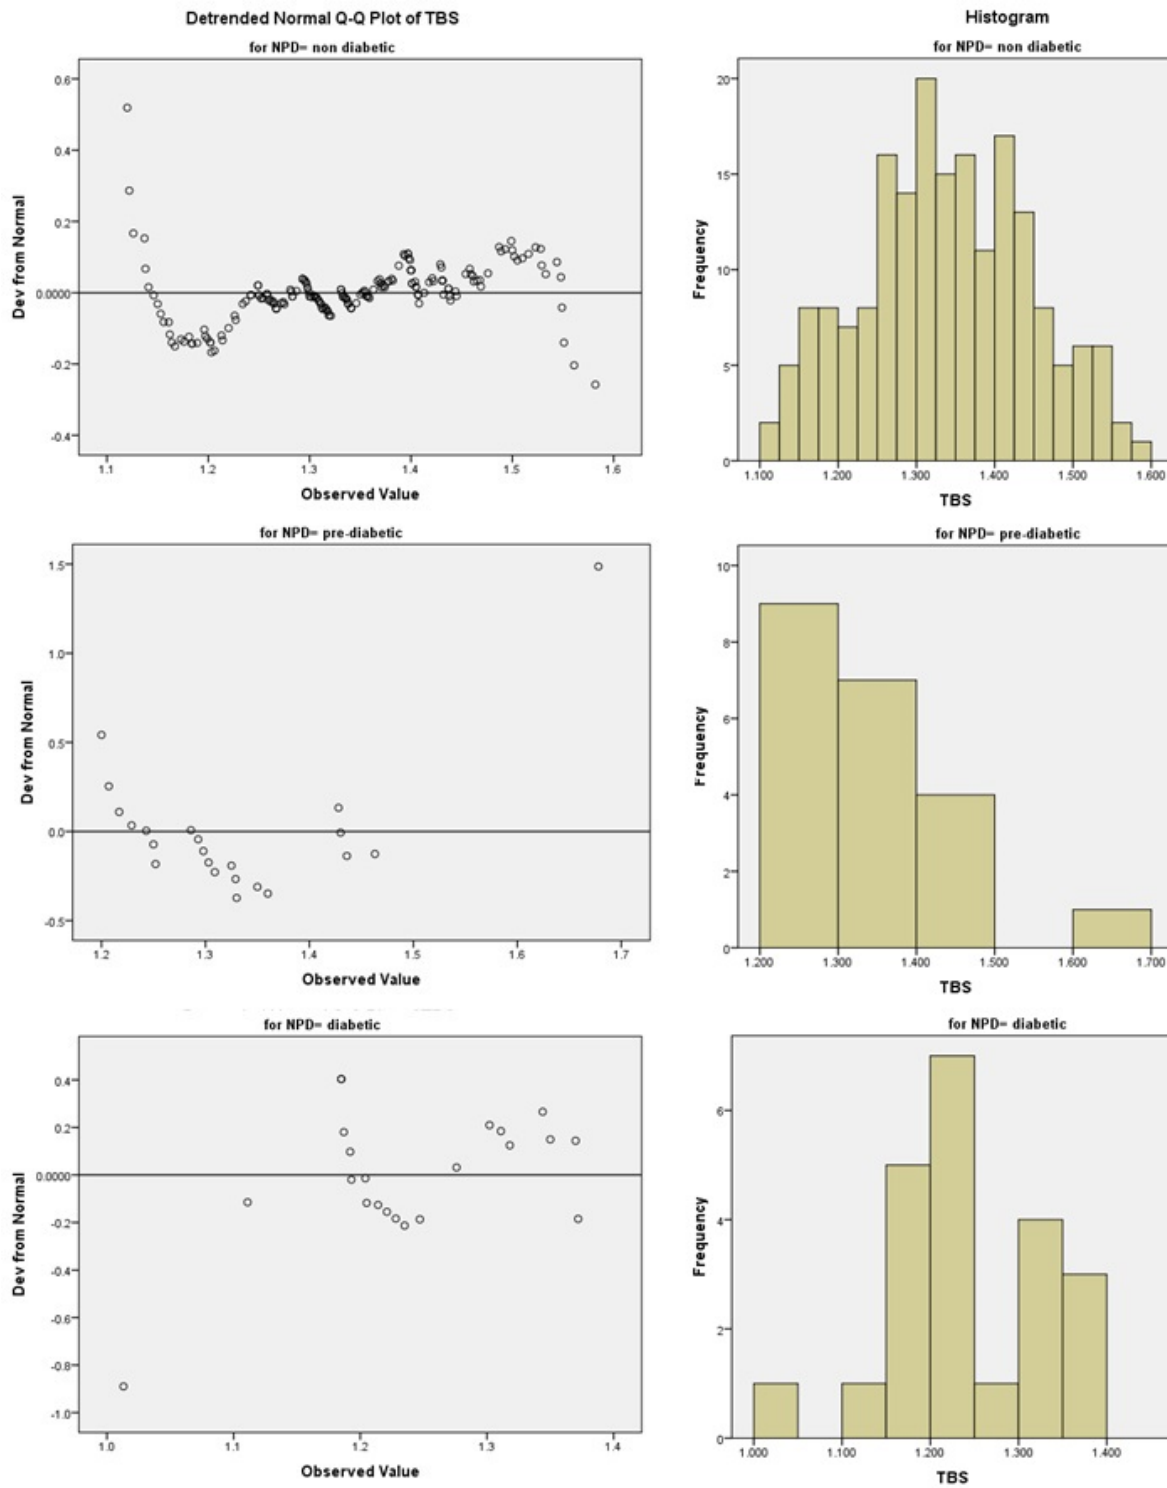 Detrended Normal Q-Q Plot of TBS
for NPD= non diabetic
0.6
0.4
0.2
0.0000
-0.2
-0.4
Dev from Normal
1.1 1.2 1.3 1.4 1.5 1.6
Observed Value
Histogram
for NPD= non diabetic
20
15
10
5
0
Frequency
1.100 1.200 1.300 1.400 1.500 1.600
TBS
for NPD= pre-diabetic
1.5
1.0
0.5
0.0
-0.5
Dev from Normal
1.2 1.3 1.4 1.5 1.6 1.7
Observed Value
for NPD= pre-diabetic
10
8
6
4
2
0
Frequency
1.200 1.300 1.400 1.500 1.600 1.700
TBS
for NPD= diabetic
0.4
0.2
0.0000
-0.2
-0.4
-0.6
-0.8
-1.0
Dev from Normal
1.0 1.1 1.2 1.3 1.4
Observed Value
for NPD= diabetic
6
4
2
0
Frequency
1.000 1.100 1.200 1.300 1.400
TBS